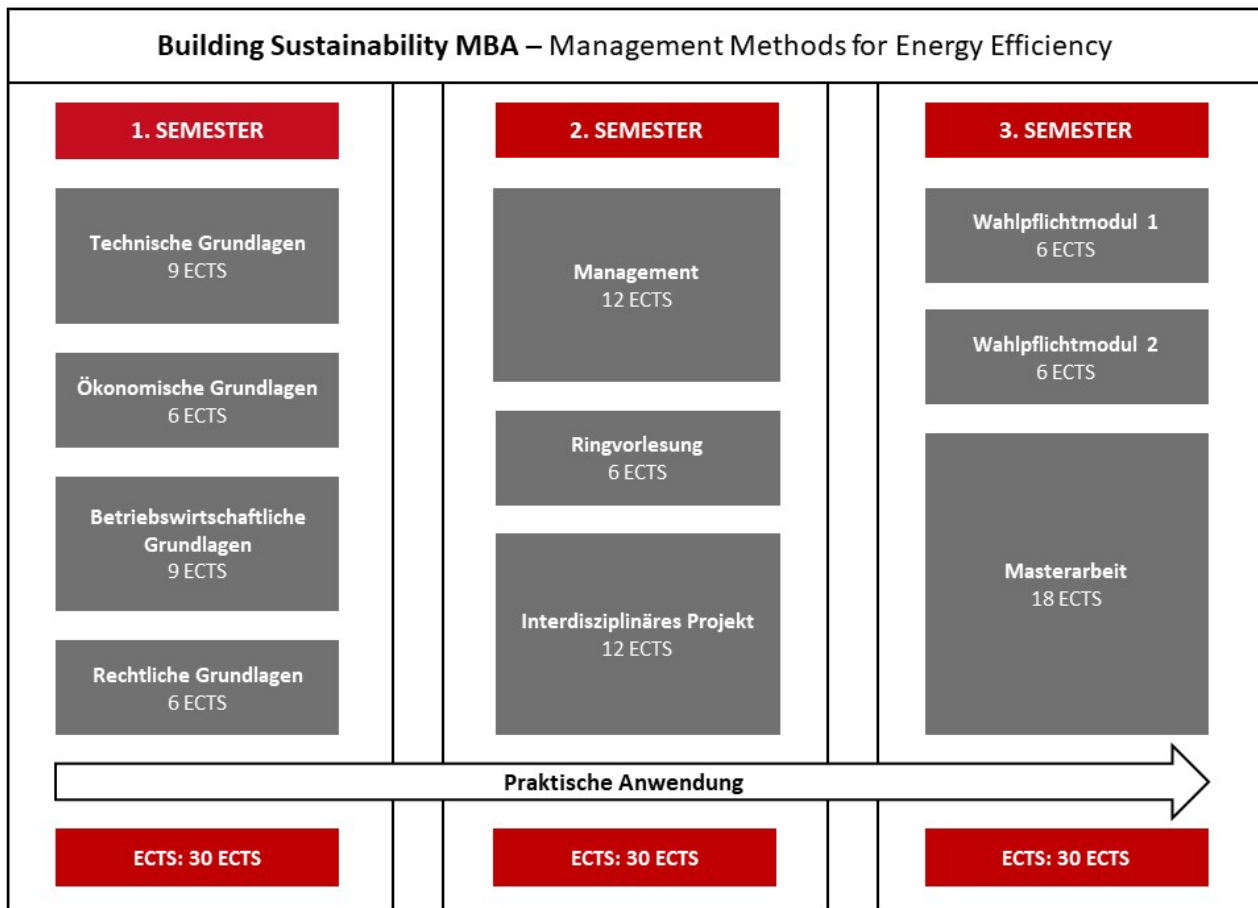 Building Sustainability MBA – Management Methods for Energy Efficiency
1. SEMESTER
Technische Grundlagen
9 ECTS
Ökonomische Grundlagen
6 ECTS
Betriebswirtschaftliche
Grundlagen
9 ECTS
Rechtliche Grundlagen
6 ECTS
2. SEMESTER
Management
12 ECTS
Ringvorlesung
6 ECTS
Interdisziplinäres Projekt
12 ECTS
3. SEMESTER
Wahlpflichtmodul 1
6 ECTS
Wahlpflichtmodul 2
6 ECTS
Masterarbeit
18 ECTS
Praktische Anwendung
ECTS: 30 ECTS
ECTS: 30 ECTS
ECTS: 30 ECTS